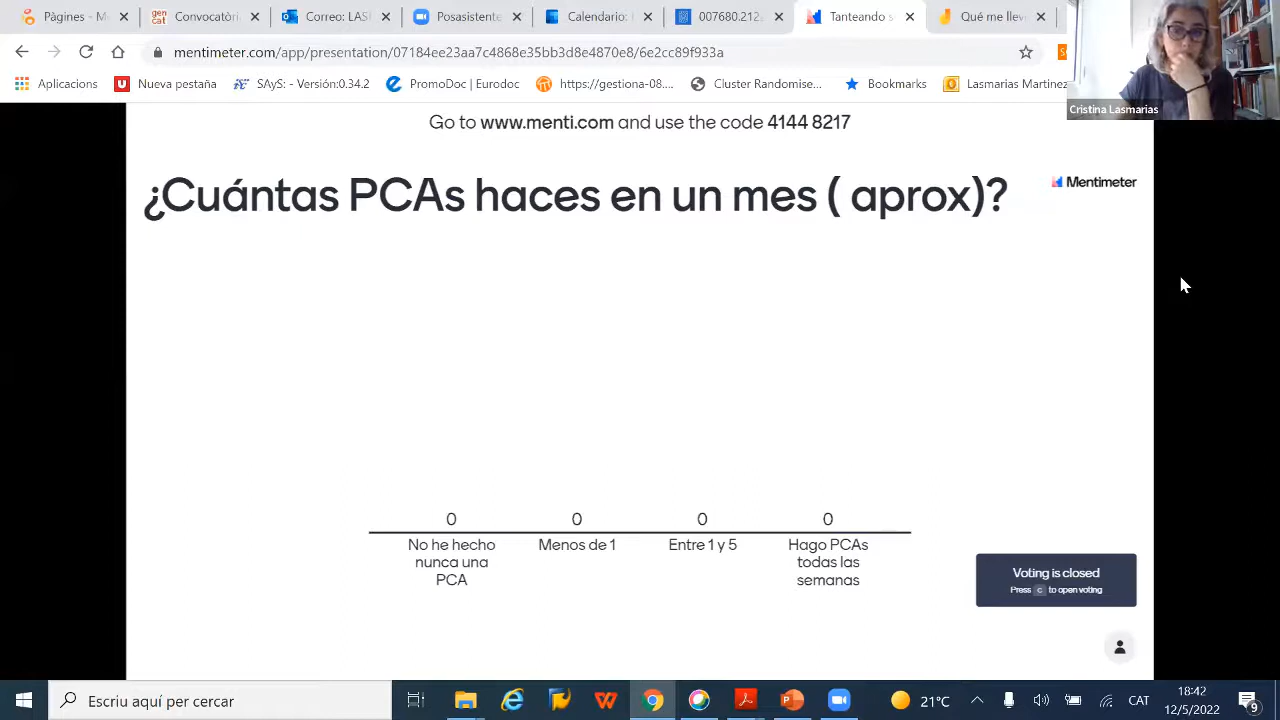 Pàgines d'in
Convocatòri
Correo: LAS
Posasistente
Calendario: l
007680.212
Tanteando s
Qué me llev
mentimeter.com/app/presentation/07184ee23aa7c4868e35bb3d8e4870e8/6e2cc89f933a
Aplicacions
Nueva pestaña
SAyS: - Versión:0.34.2
PromoDoc | Eurodoc
https://gestiona-08....
Cluster Randomise...
Bookmarks
Lasmarias Martinez
Cristina Lasmarias
Go to www.menti.com and use the code 4144 8217
¿Cuántas PCAs haces en un mes ( aprox)?
Mentimeter
0 0 0 0
No he hecho nunca una PCA
Menos de 1
Entre 1 y 5
Hago PCAs todas las semanas
Voting is closed
Press C to open voting
Escriu aquí per cercar
21°C
CAT
18:42
12/5/2022
9